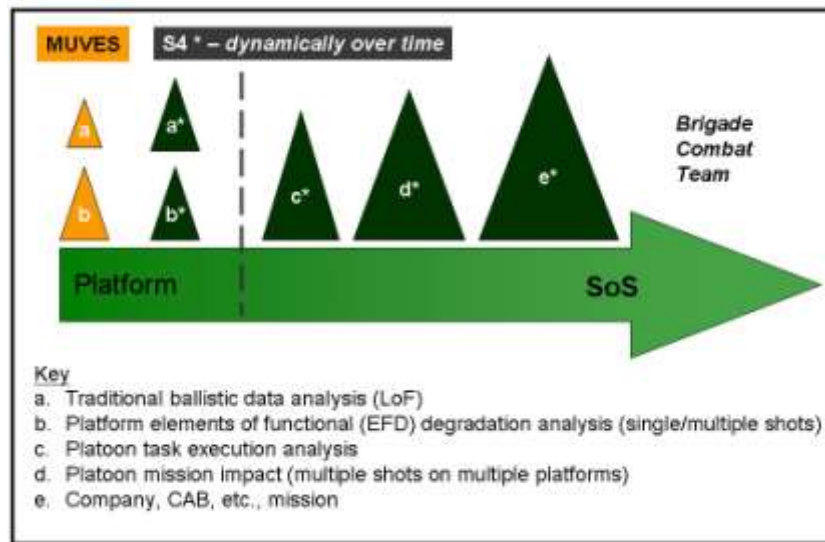 MUVES
S4 * – dynamically over time
a
a*
b
b*
c*
d*
e*
Brigade
Combat
Team
Platform
SoS
Key
a. Traditional ballistic data analysis (LoF)
b. Platform elements of functional (EFD) degradation analysis (single/multiple shots)
c. Platoon task execution analysis
d. Platoon mission impact (multiple shots on multiple platforms)
e. Company, CAB, etc., mission